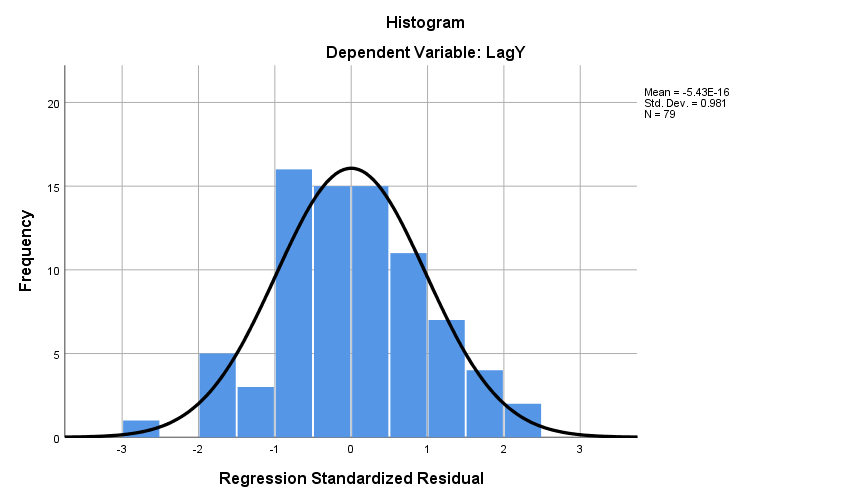 Histogram
Dependent Variable: LagY
Mean = -5.43E-16
Std. Dev. = 0.981
N = 79
Frequency
20
15
10
5
0
-3 -2 -1 0 1 2 3
Regression Standardized Residual